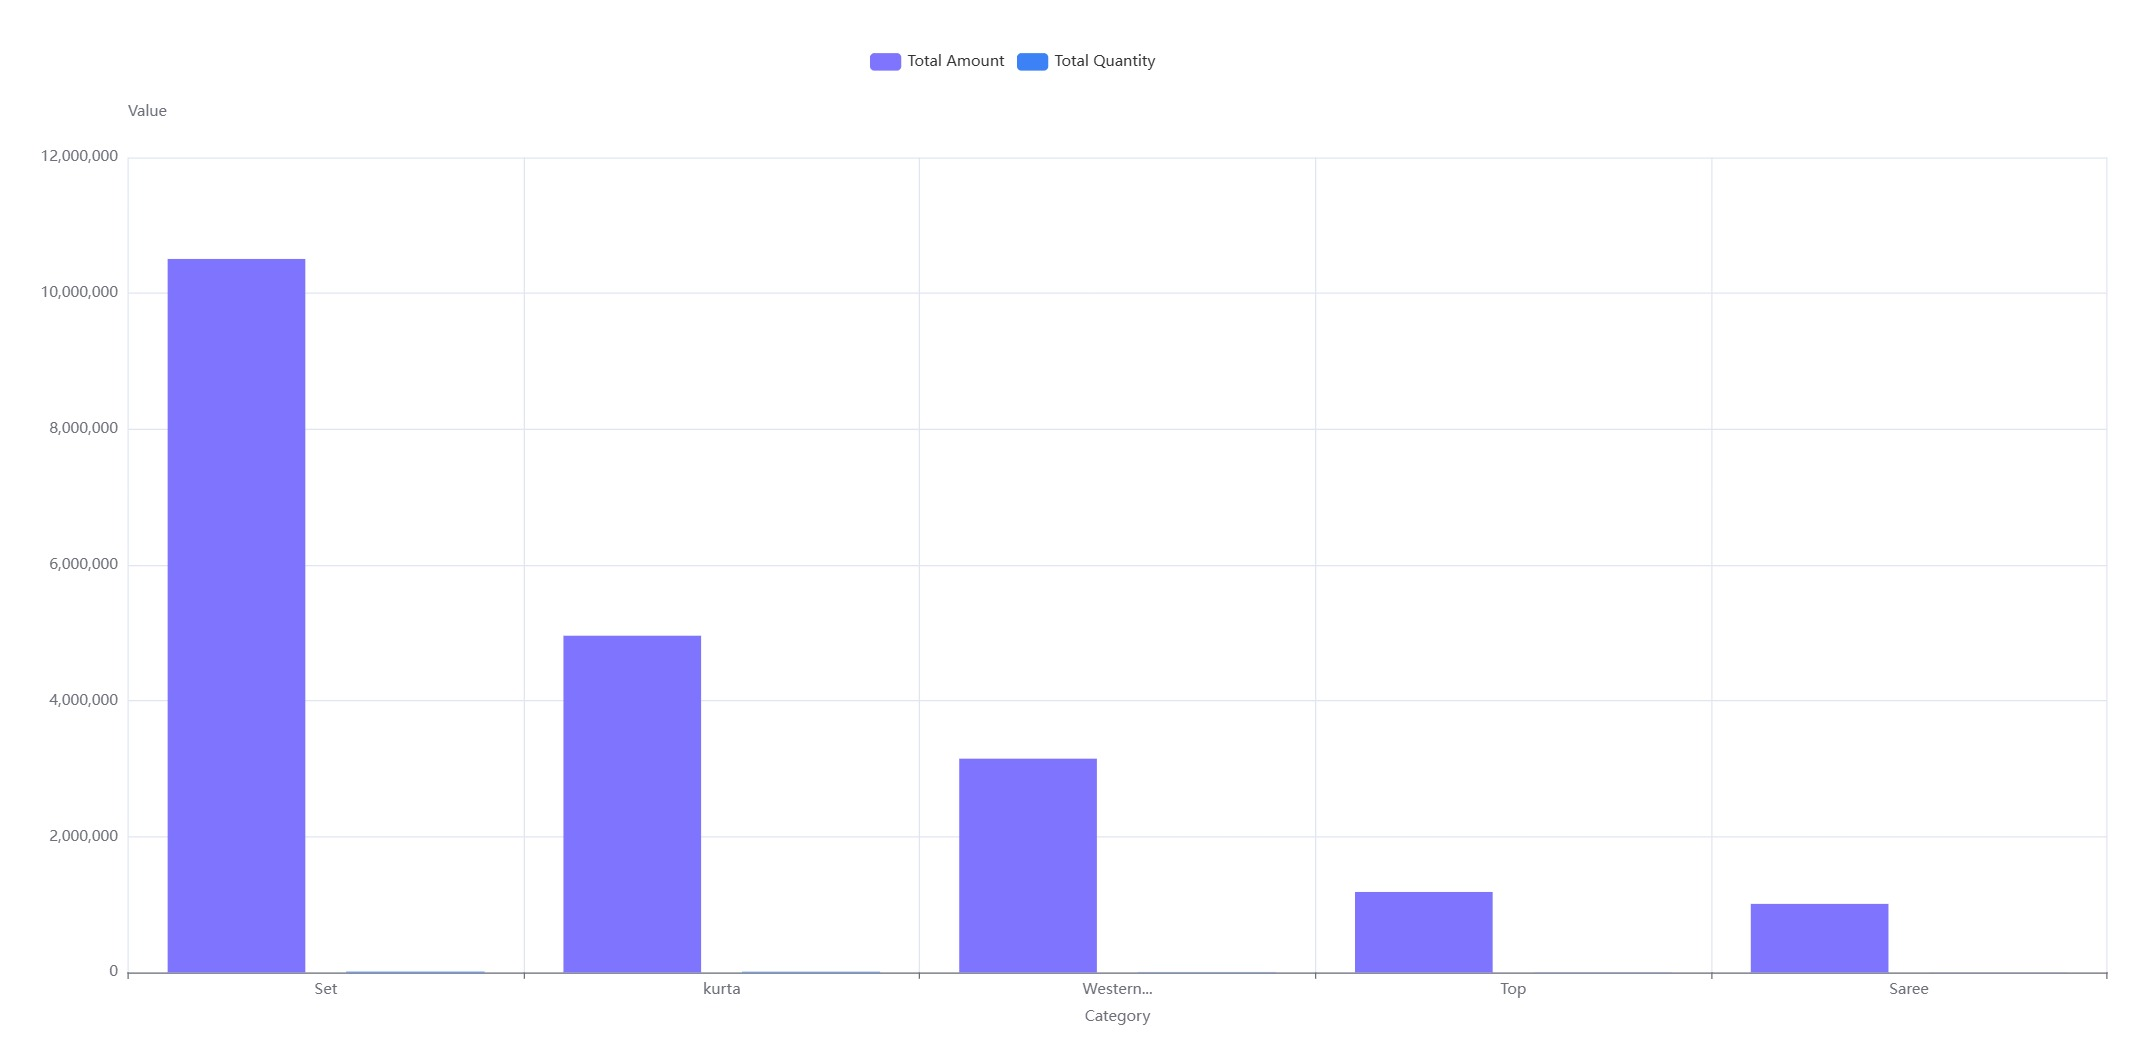 Total Amount Total Quantity
Value
12,000,000
10,000,000
8,000,000
6,000,000
4,000,000
2,000,000
0
Set kurta Western... Top Saree
Category